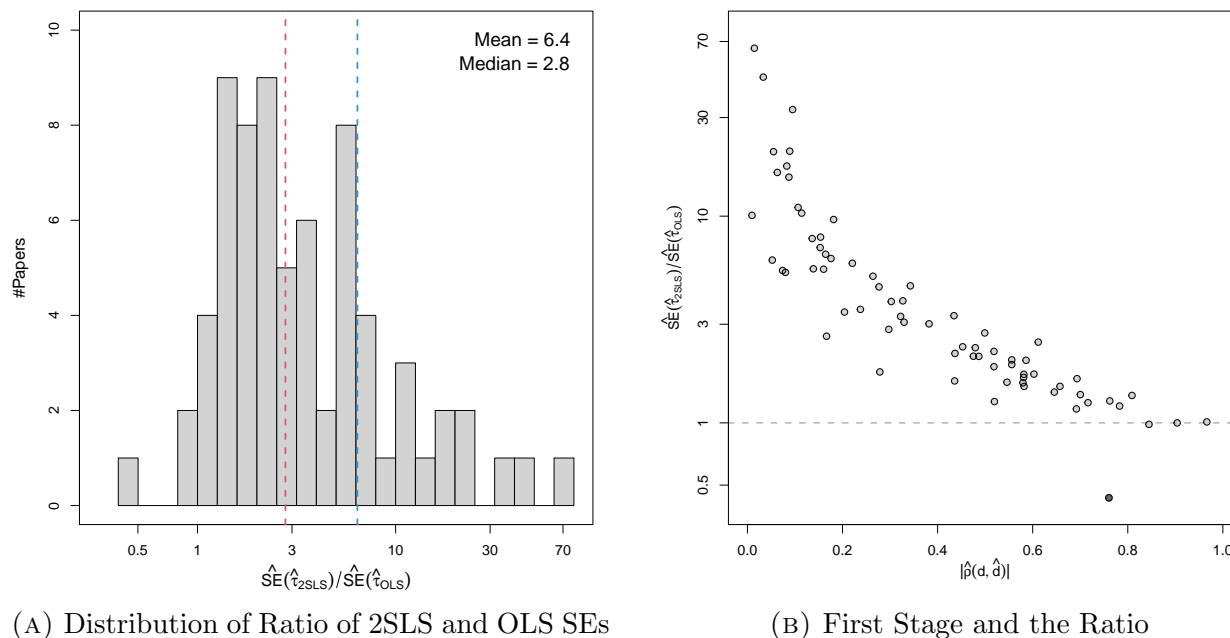 10
8
6
4
2
0
#Papers
Mean = 6.4
Median = 2.8
0.5 1 3 10 30 70
ŜE(τ̂2SLS)/ŜE(τ̂OLS)
(A) Distribution of Ratio of 2SLS and OLS SEs
70
30
10
3
1
0.5
ŜE(τ̂2SLS)/ŜE(τ̂OLS)
0.0 0.2 0.4 0.6 0.8 1.0
|ρ̂(d, d̂)|
(B) First Stage and the Ratio